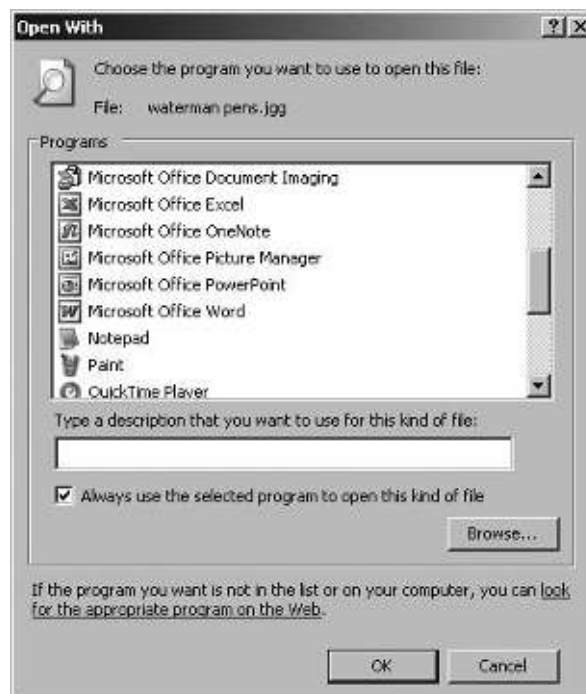 Open With
Choose the program you want to use to open this file:
File: waterman pens.jgg
Programs
Microsoft Office Document Imaging
Microsoft Office Excel
Microsoft Office OneNote
Microsoft Office Picture Manager
Microsoft Office PowerPoint
Microsoft Office Word
Notepad
Paint
QuickTime Player
Type a description that you want to use for this kind of file:
Always use the selected program to open this kind of file
Browse...
If the program you want is not in the list or on your computer, you can look
for the appropriate program on the Web.
OK Cancel